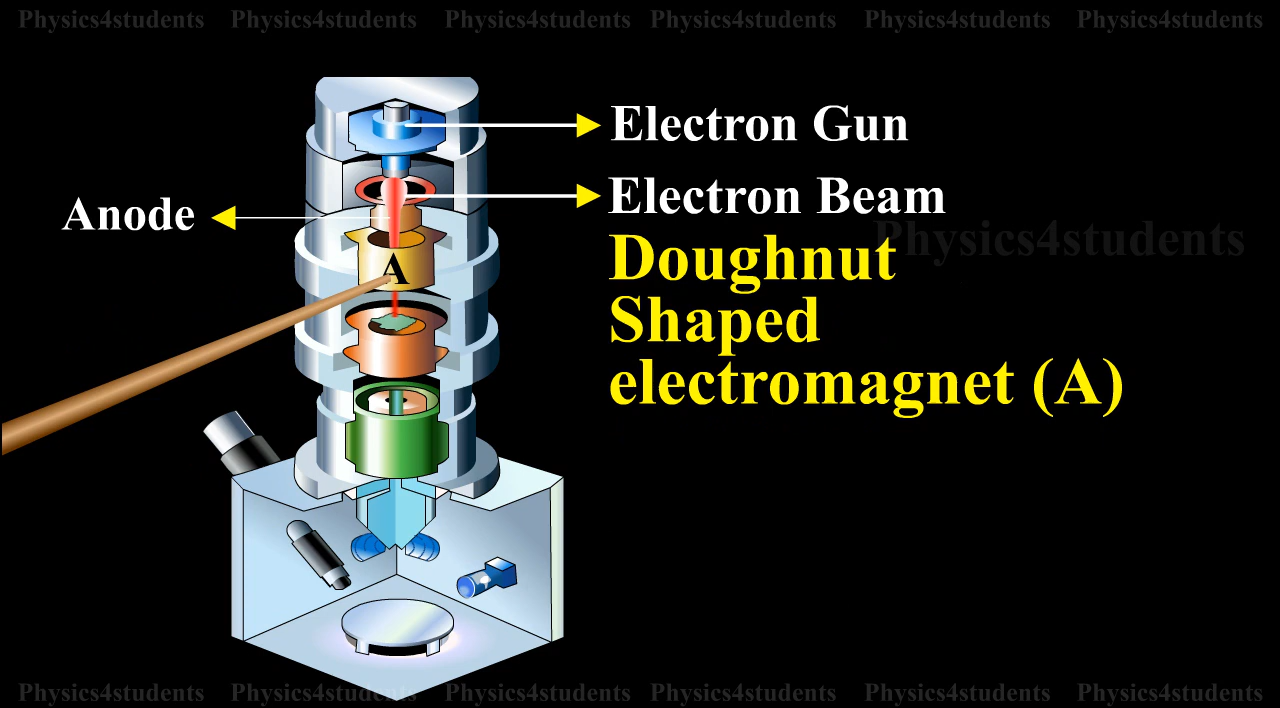 Physics4students Physics4students Physics4students Physics4students Physics4students Physics4students
Electron Gun
Electron Beam
Anode
Physics4students
Doughnut
A
Shaped
electromagnet (A)
Physics4students Physics4students Physics4students Physics4students Physics4students Physics4students